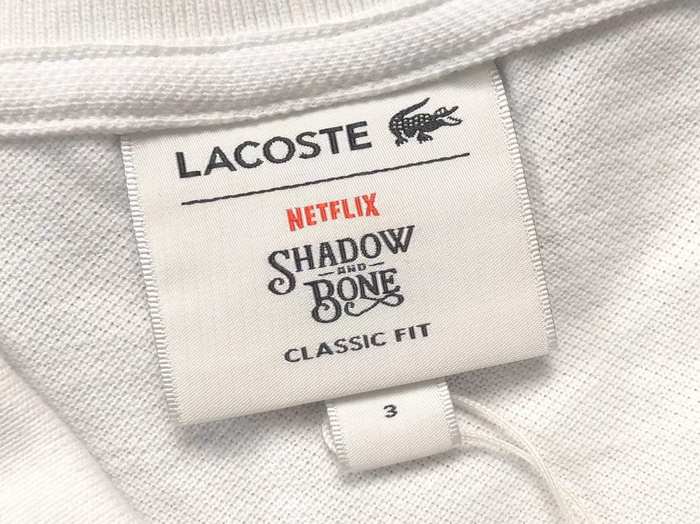 LACOSTE
NETFLIX
SHADOW
AND
BONE
CLASSIC FIT
3